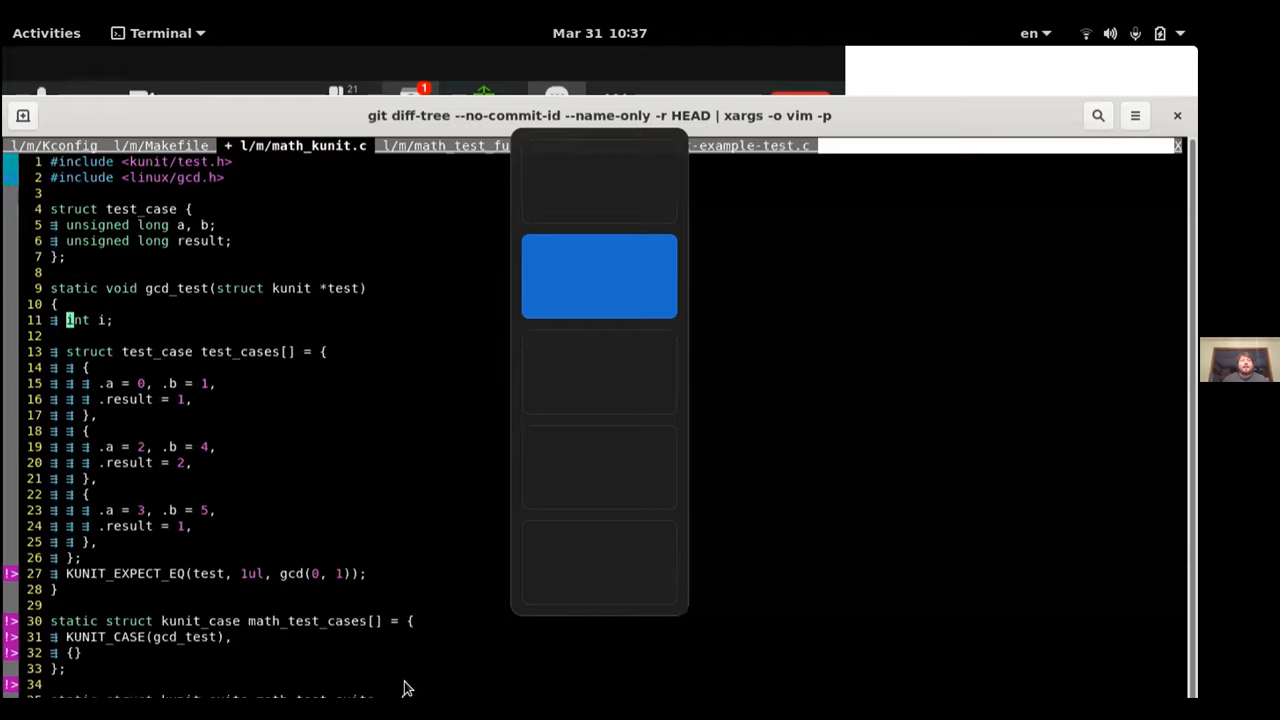 Activities Terminal Mar 31 10:37 en
21 1
git diff-tree --no-commit-id --name-only -r HEAD | xargs -o vim -p
l/m/Kconfig l/m/Makefile + l/m/math_kunit.c l/m/math_test_fu -example-test.c X
1 #include <kunit/test.h>
2 #include <linux/gcd.h>
3
4 struct test_case {
5 unsigned long a, b;
6 unsigned long result;
7 };
8
9 static void gcd_test(struct kunit *test)
10 {
11 int i;
12
13 struct test_case test_cases[] = {
14 {
15 .a = 0, .b = 1,
16 .result = 1,
17 },
18 {
19 .a = 2, .b = 4,
20 .result = 2,
21 },
22 {
23 .a = 3, .b = 5,
24 .result = 1,
25 },
26 };
!> 27 KUNIT_EXPECT_EQ(test, 1ul, gcd(0, 1));
28 }
29
!> 30 static struct kunit_case math_test_cases[] = {
!> 31 KUNIT_CASE(gcd_test),
!> 32 {}
33 };
!> 34